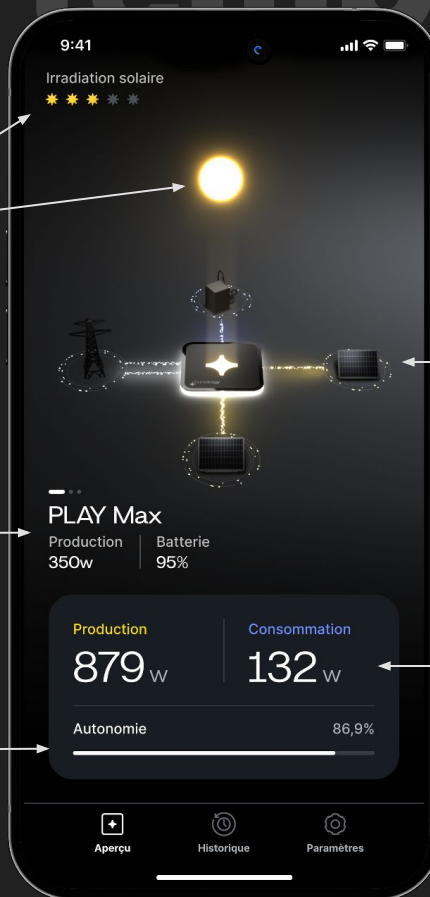 9:41
Irradiation solaire
PLAY Max
Production
Batterie
350w
95%
Production
Consommation
879 W
132 W
Autonomie
86,9%
Aperçu
Historique
Paramètres